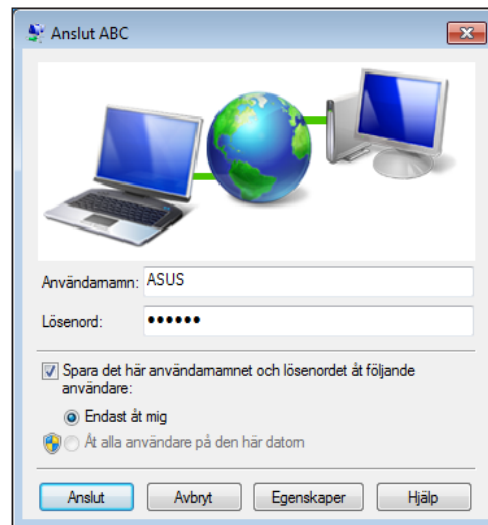 Anslut ABC
Användarnamn: ASUS
Lösenord: ••••••
Spara det här användarnamnet och lösenordet åt följande
användare:
Endast åt mig
Åt alla användare på den här datorn
Anslut Avbryt Egenskaper Hjälp